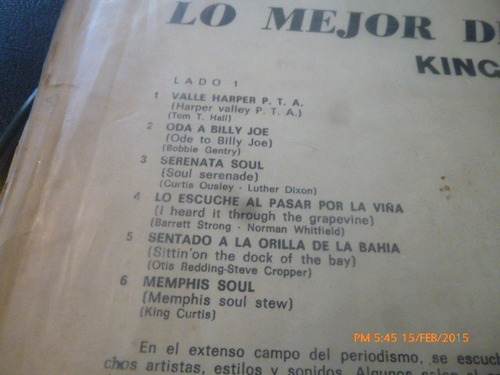 LO MEJOR DE
KING
LADO 1
1 VALLE HARPER P. T. A.
(Harper valley P. T. A.)
(Tom T. Hall)
2 ODA A BILLY JOE
(Ode to Billy Joe)
(Bobbie Gentry)
3 SERENATA SOUL
(Soul serenade)
(Curtis Ousley - Luther Dixon)
4 LO ESCUCHE AL PASAR POR LA VIÑA
(I heard it through the grapevine)
(Barrett Strong - Norman Whitfield)
5 SENTADO A LA ORILLA DE LA BAHIA
(Sittin'on the dock of the bay)
(Otis Redding-Steve Cropper)
6 MEMPHIS SOUL
(Memphis soul stew)
(King Curtis)
PM 5:45 15/FEB/2015
En el extenso campo del periodismo, se escuch
chos artistas, estilos y sonidos. Algunos salen al